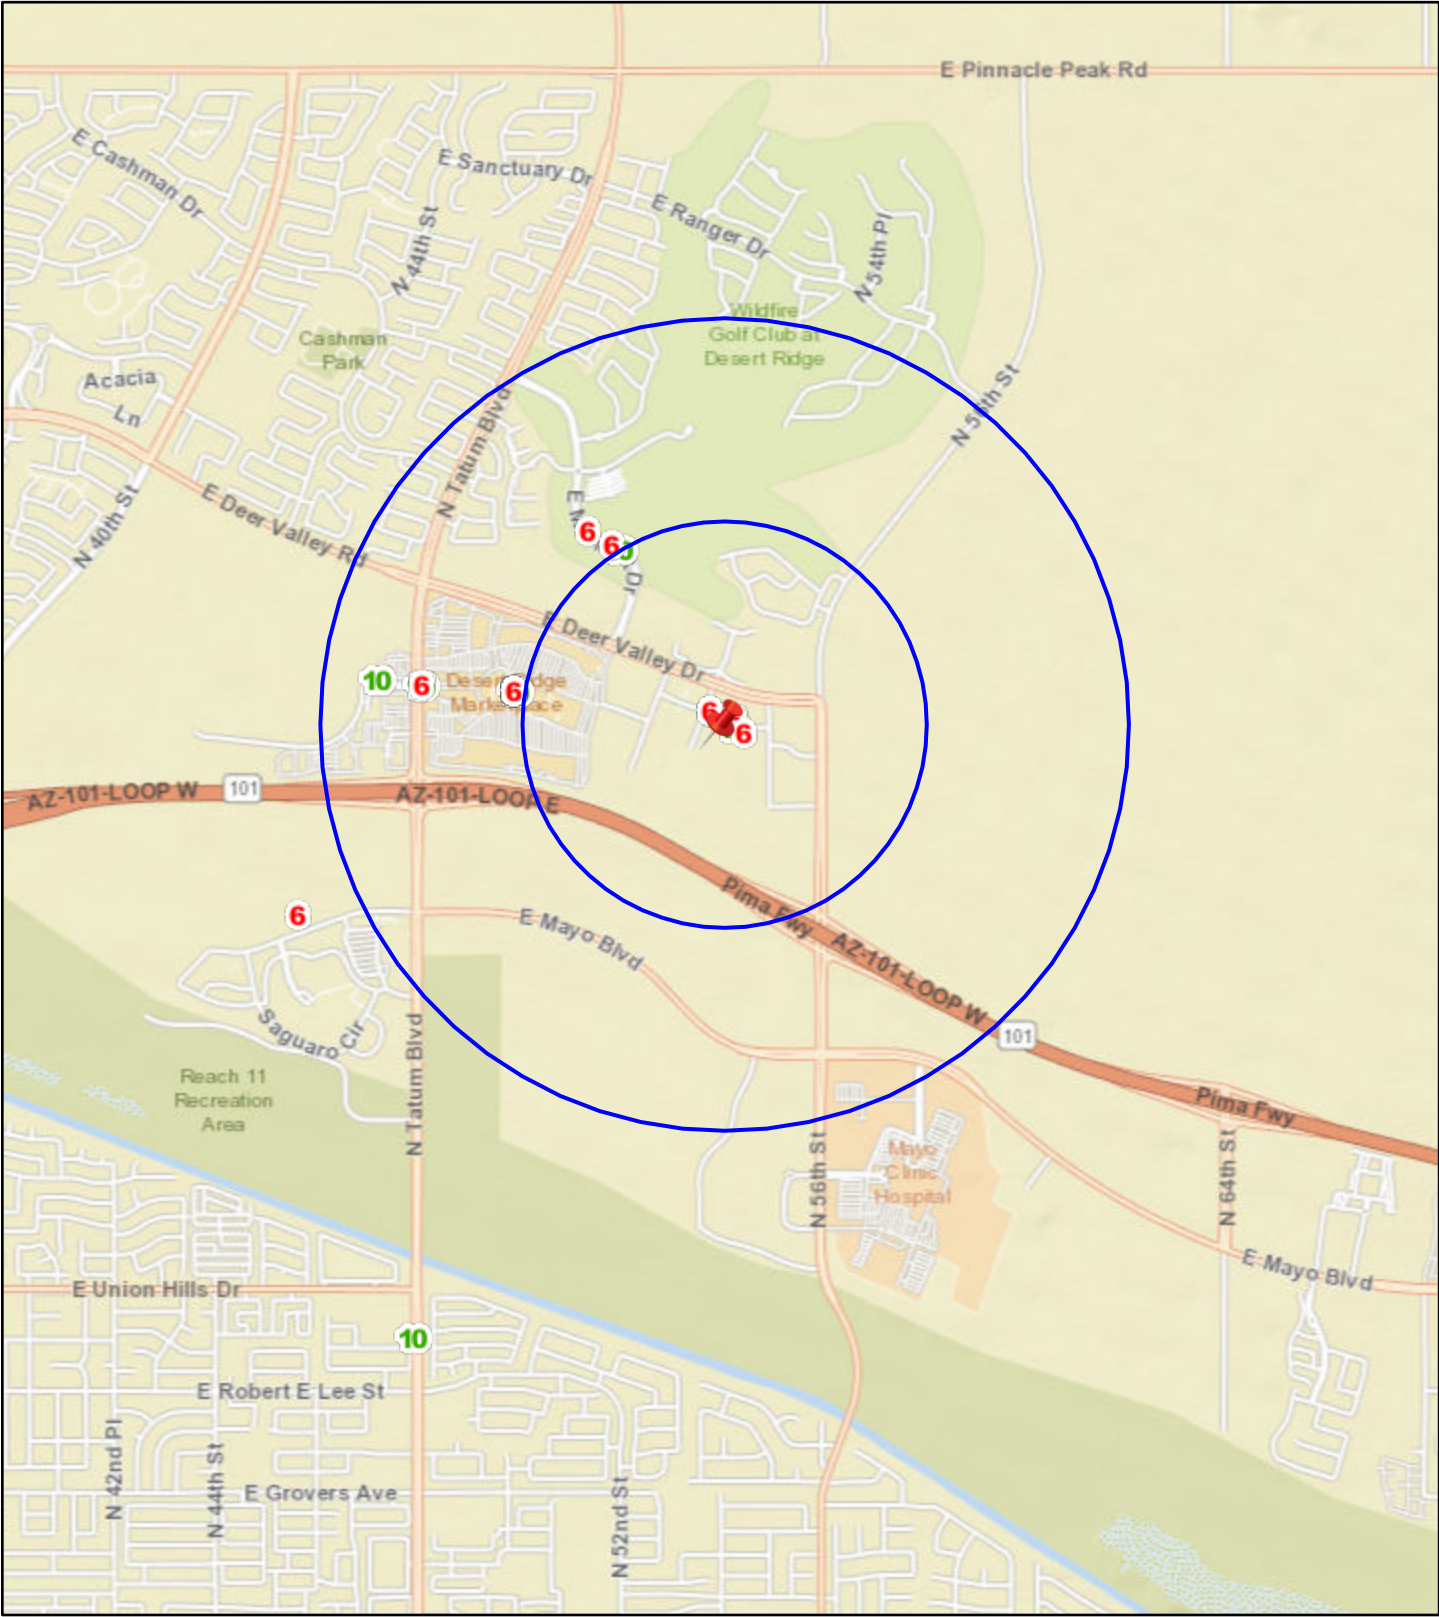 E Pinnacle Peak Rd
E Cashman Dr
E Sanctuary Dr
N 44th St
E Ranger Dr
N 54th Pl
Wildfire
Golf Club at
Desert Ridge
Cashman
Park
Acacia
Ln
N 56th St
N Tatum Blvd
N 40th St
E Deer Valley Rd
6
6
Dr
E Deer Valley Dr
10
6
6
Desert Ridge
Marketplace
6
6
AZ-101-LOOP W
101
AZ-101-LOOP E
Pima Fwy
AZ-101-LOOP W
6
E Mayo Blvd
Saguaro Cir
101
Reach 11
Recreation
Area
N Tatum Blvd
Pima Fwy
Mayo
Clinic
Hospital
N 56th St
N 64th St
E Mayo Blvd
E Union Hills Dr
10
E Robert E Lee St
N 42nd Pl
N 44th St
E Grovers Ave
N 52nd St